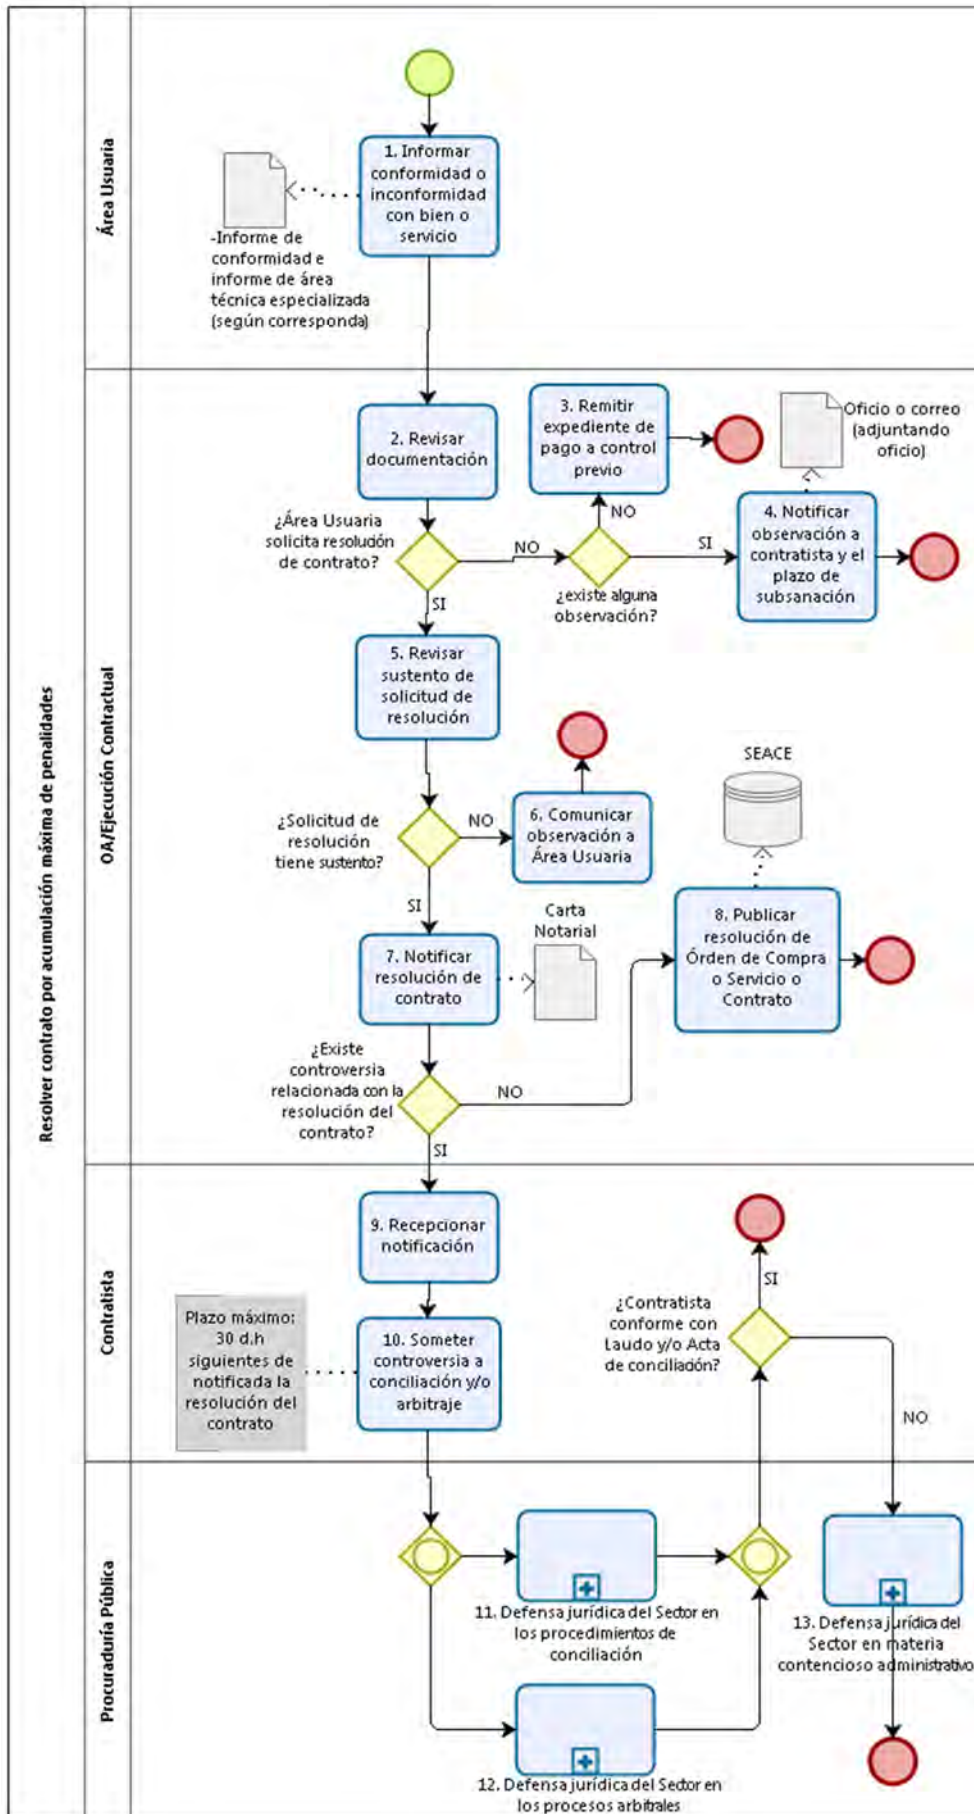 Resolver contrato por acumulación máxima de penalidades
Área Usuaria
1. Informar
conformidad o
inconformidad
con bien o
servicio
-Informe de
conformidad e
informe de área
técnica especializada
(según corresponda)
OA/Ejecución Contractual
2. Revisar
documentación
3. Remitir
expediente de
pago a control
previo
Oficio o correo
(adjuntando
oficio)
4. Notificar
observación a
contratista y el
plazo de
subsanación
¿Área Usuaria
solicita resolución
de contrato?
NO
NO
SI
¿existe alguna
observación?
SI
5. Revisar
sustento de
solicitud de
resolución
¿Solicitud de
resolución
tiene sustento?
NO
6. Comunicar
observación a
Área Usuaria
SEACE
SI
7. Notificar
resolución de
contrato
Carta
Notarial
8. Publicar
resolución de
Órden de Compra
o Servicio o
Contrato
¿Existe
controversia
relacionada con la
resolución del
contrato?
NO
SI
Contratista
9. Recepcionar
notificación
Plazo máximo:
30 d.h
siguientes de
notificada la
resolución del
contrato
10. Someter
controversia a
conciliación y/o
arbitraje
SI
¿Contratista
conforme con
Laudo y/o Acta
de conciliación?
NO
Procuraduría Pública
11. Defensa jurídica del Sector en
los procedimientos de
conciliación
12. Defensa jurídica del Sector en
los procesos arbitrales
13. Defensa jurídica del
Sector en materia
contencioso administrativo